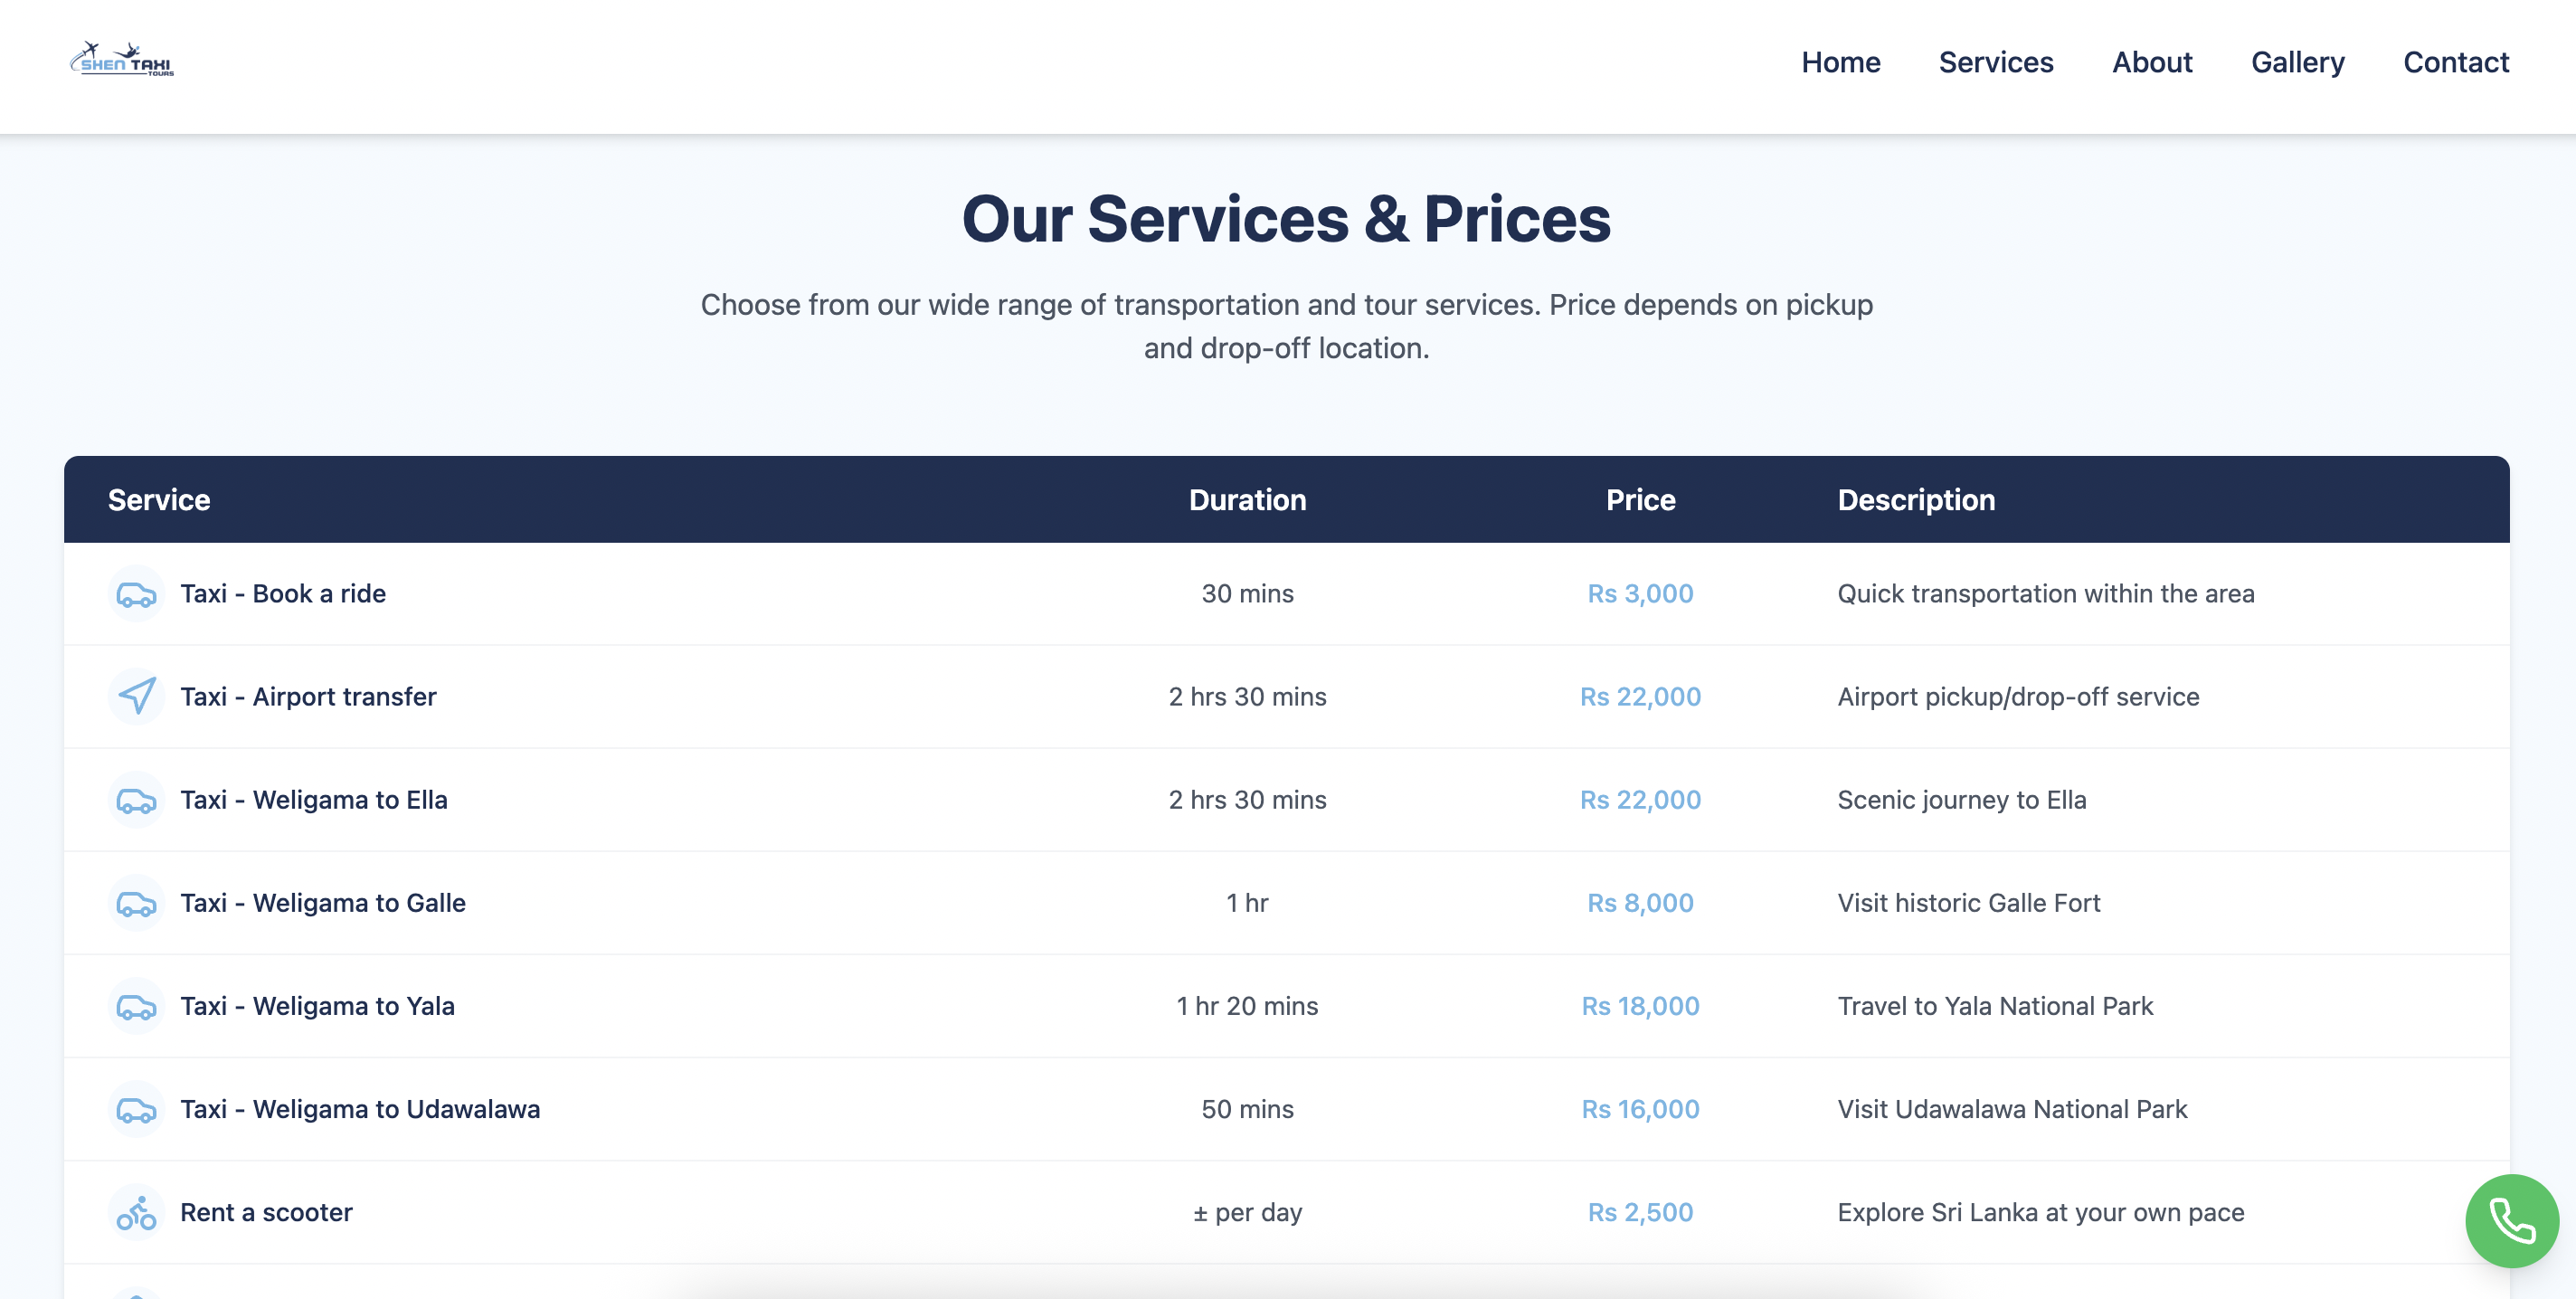 SHEN TAXI
TOURS
Home Services About Gallery Contact
Our Services & Prices
Choose from our wide range of transportation and tour services. Price depends on pickup
and drop-off location.
Service Duration Price Description
Taxi - Book a ride 30 mins Rs 3,000 Quick transportation within the area
Taxi - Airport transfer 2 hrs 30 mins Rs 22,000 Airport pickup/drop-off service
Taxi - Weligama to Ella 2 hrs 30 mins Rs 22,000 Scenic journey to Ella
Taxi - Weligama to Galle 1 hr Rs 8,000 Visit historic Galle Fort
Taxi - Weligama to Yala 1 hr 20 mins Rs 18,000 Travel to Yala National Park
Taxi - Weligama to Udawalawa 50 mins Rs 16,000 Visit Udawalawa National Park
Rent a scooter ± per day Rs 2,500 Explore Sri Lanka at your own pace